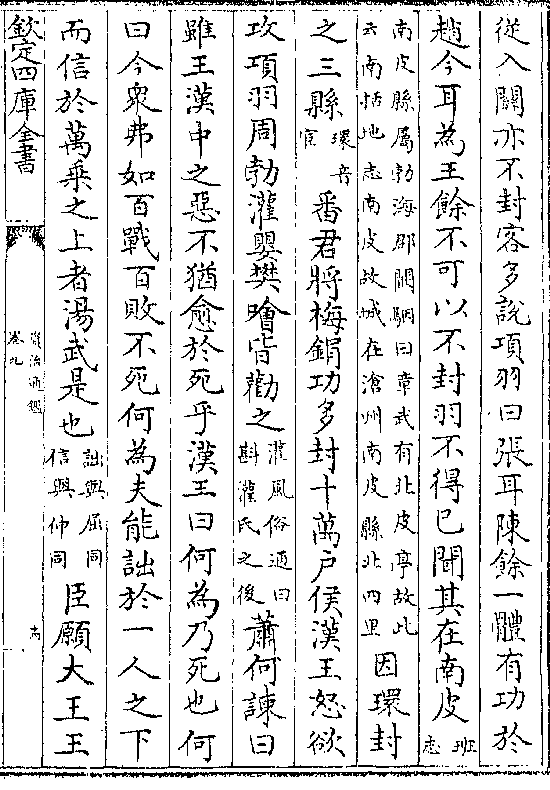 從入關亦不封客多說項羽曰張耳陳餘一體有功於
趙今耳為王餘不可以不封羽不得已聞其在南皮班志
南皮縣屬勃海郡闞駰曰章武有北皮亭故此
云南括地志南皮故城在滄州南皮縣北四里因環封
之三縣環音宦番君將梅鋗功多封十萬戶侯漢王怒欲
攻項羽周勃灌嬰樊噲皆勸之灌風俗通曰斟灌氏之後蕭何諫曰
雖王漢中之惡不猶愈於死乎漢王曰何為乃死也何
曰今衆弗如百戰百敗不死何為夫能詘於一人之下
而信於萬乘之上者湯武是也詘與屈同信與伸同臣願大王王
欽定四庫全書
資治通鑑
卷九